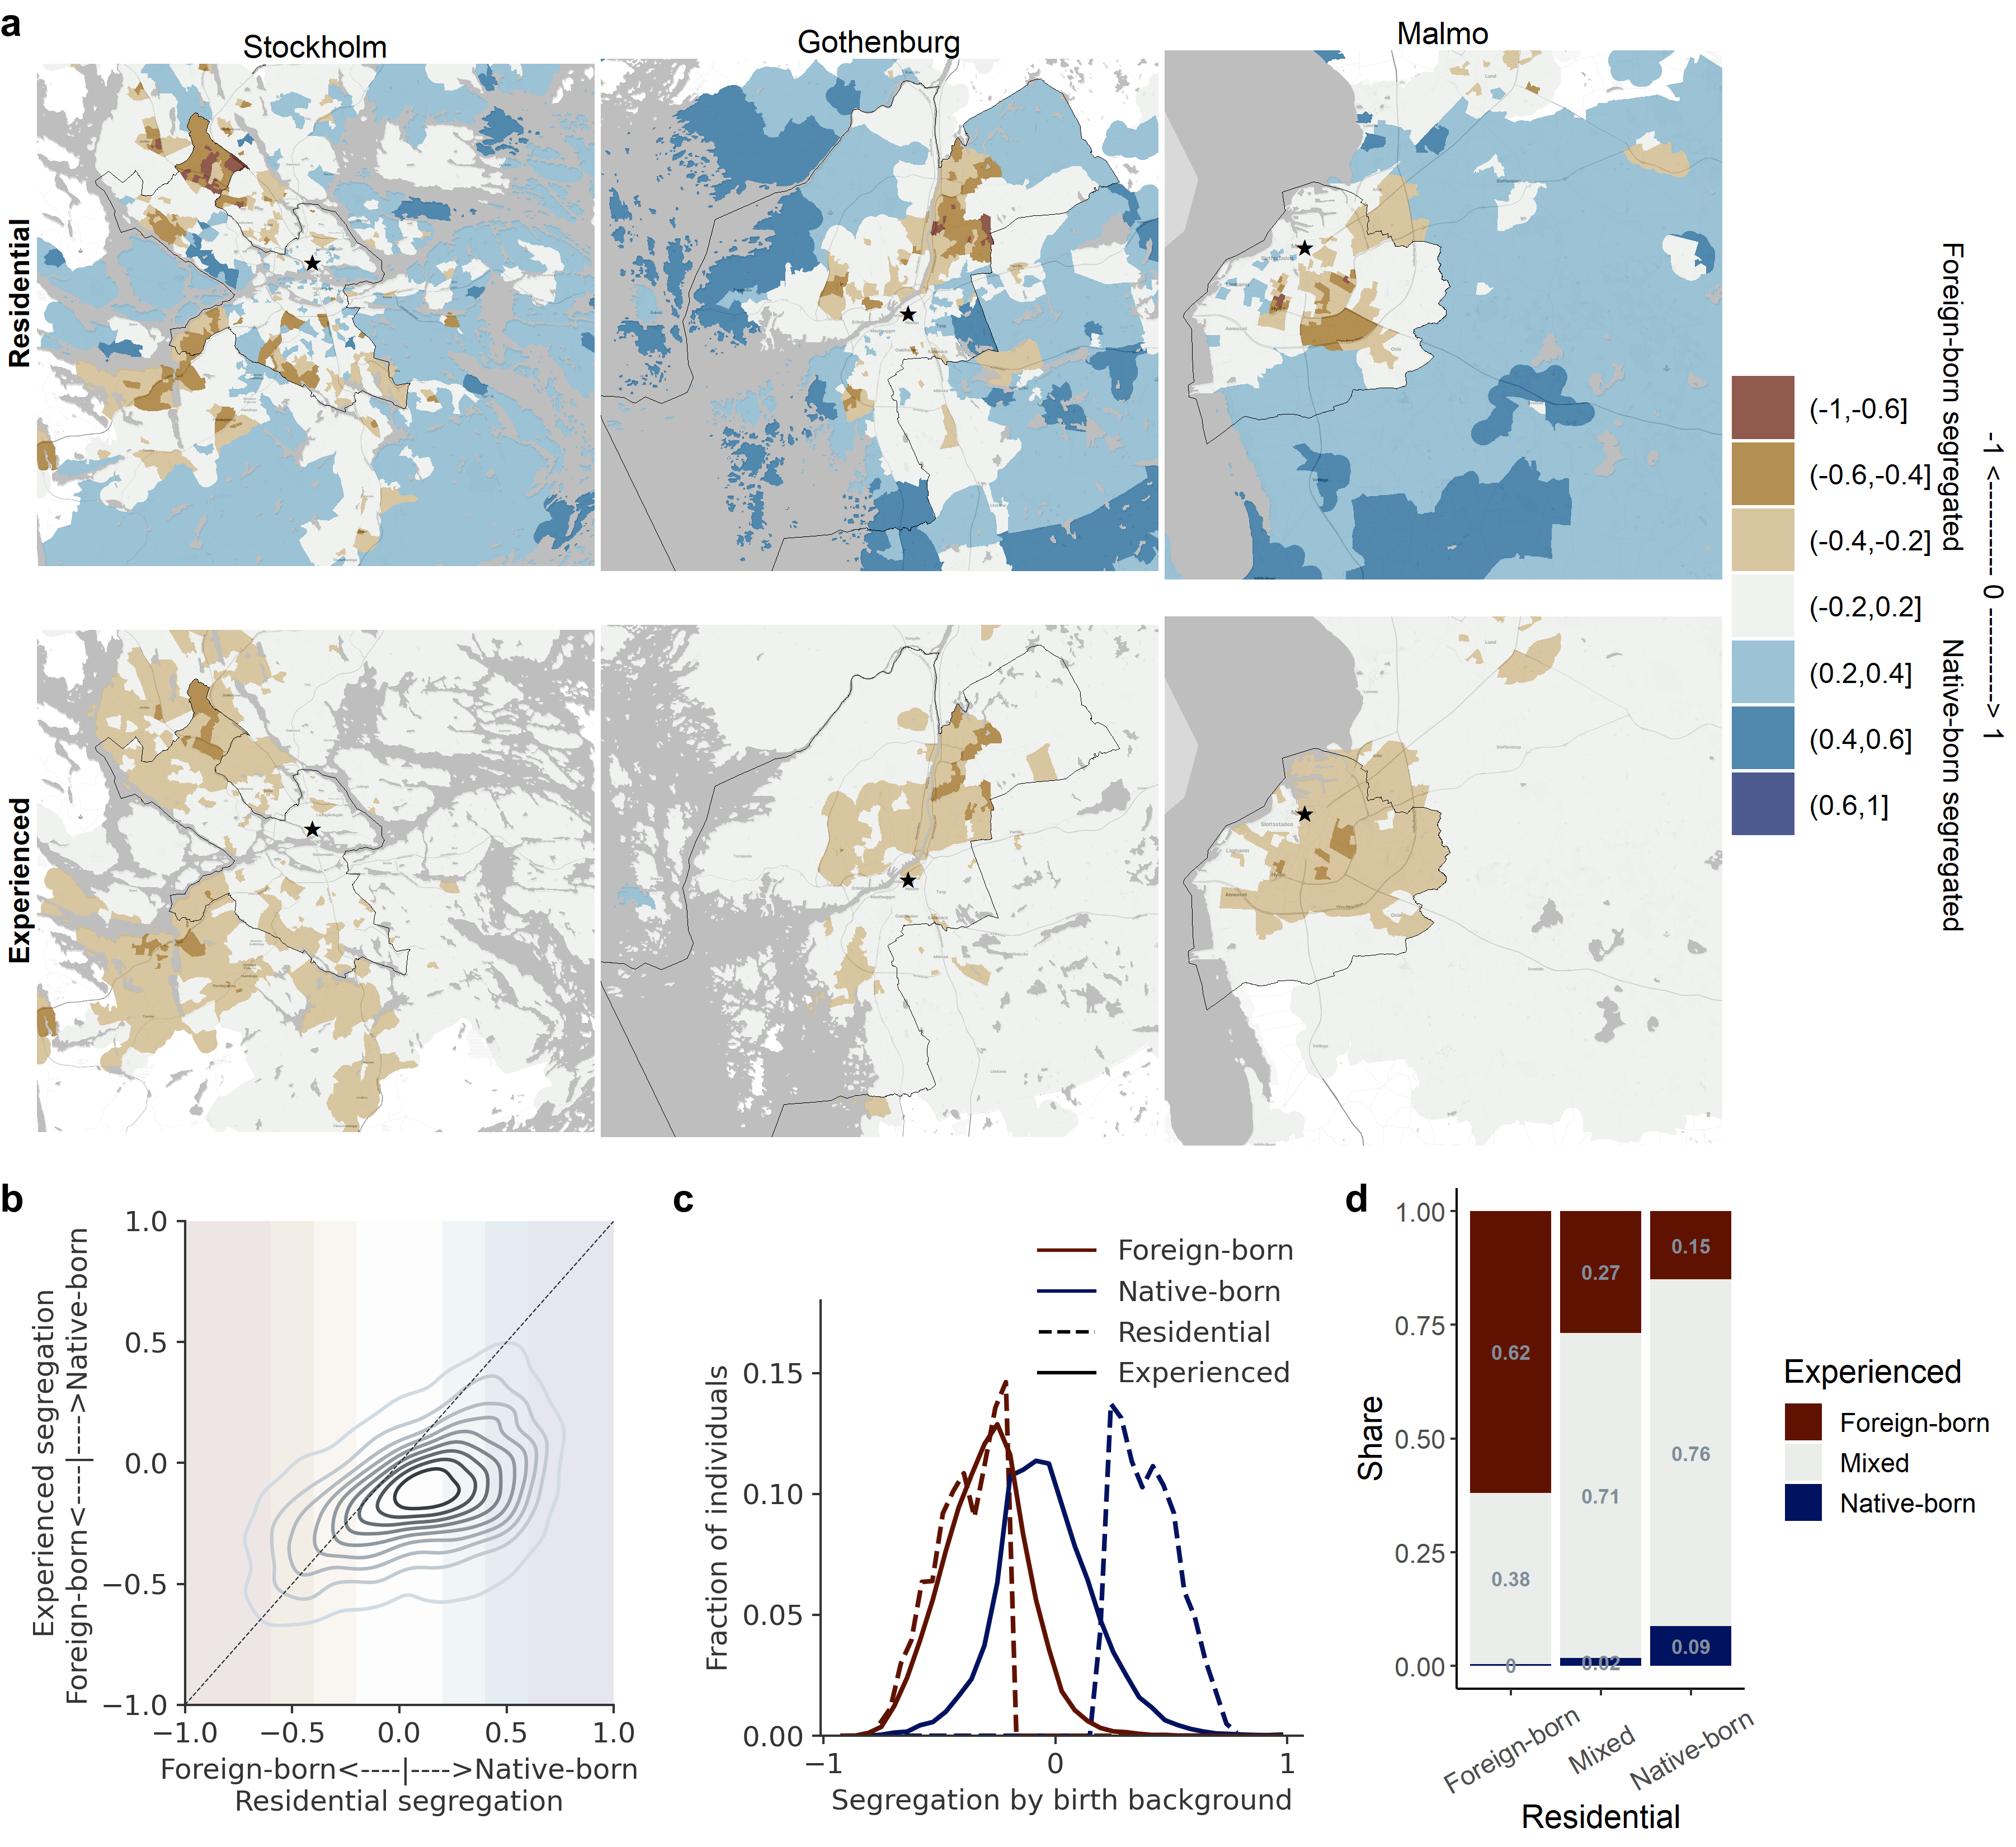 a
Stockholm
Gothenburg
Malmo
Residential
Experienced
(-1,-0.6]
(-0.6,-0.4]
(-0.4,-0.2]
(-0.2,0.2]
(0.2,0.4]
(0.4,0.6]
(0.6,1]
Foreign-born segregated
Native-born segregated
-1 <---------- 0 ----------> 1
b
1.0
0.5
0.0
−0.5
−1.0
−1.0
−0.5
0.0
0.5
1.0
Experienced segregation
Foreign-born<----|---->Native-born
Foreign-born<----|---->Native-born
Residential segregation
c
Foreign-born
Native-born
Residential
Experienced
0.15
0.10
0.05
0.00
−1
0
1
Fraction of individuals
Segregation by birth background
d
1.00
0.75
0.50
0.25
0.00
Share
0.62
0.38
0
0.27
0.71
0.02
0.15
0.76
0.09
Foreign-born
Mixed
Native-born
Residential
Experienced
Foreign-born
Mixed
Native-born